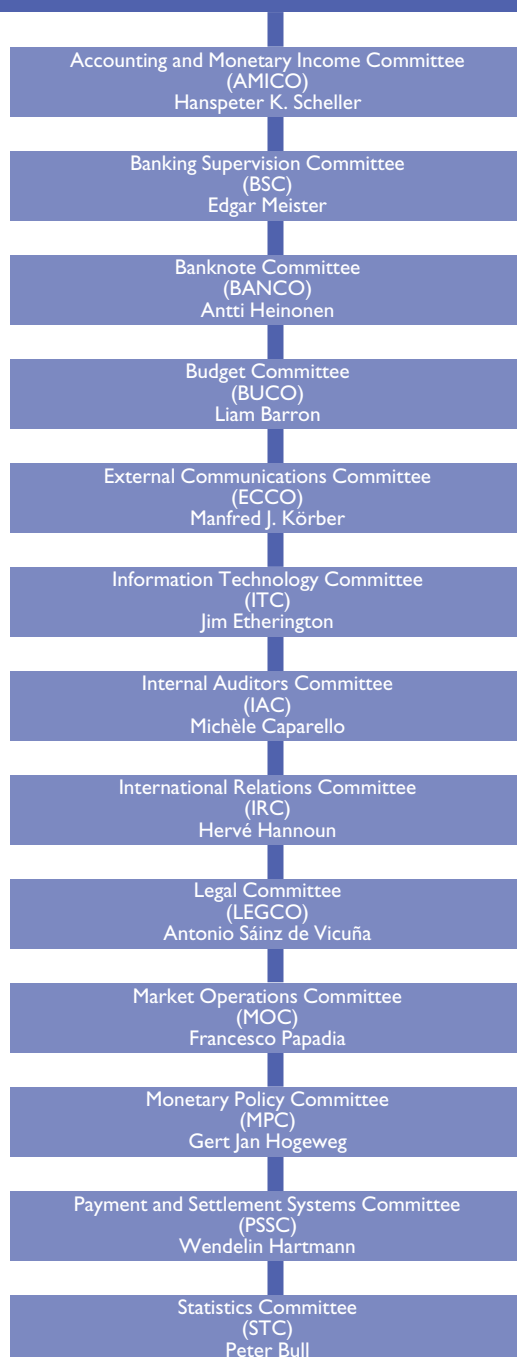 Accounting and Monetary Income Committee
(AMICO)
Hanspeter K. Scheller
Banking Supervision Committee
(BSC)
Edgar Meister
Banknote Committee
(BANCO)
Antti Heinonen
Budget Committee
(BUCO)
Liam Barron
External Communications Committee
(ECCO)
Manfred J. Körber
Information Technology Committee
(ITC)
Jim Etherington
Internal Auditors Committee
(IAC)
Michèle Caparello
International Relations Committee
(IRC)
Hervé Hannoun
Legal Committee
(LEGCO)
Antonio Sáinz de Vicuña
Market Operations Committee
(MOC)
Francesco Papadia
Monetary Policy Committee
(MPC)
Gert Jan Hogeweg
Payment and Settlement Systems Committee
(PSSC)
Wendelin Hartmann
Statistics Committee
(STC)
Peter Bull